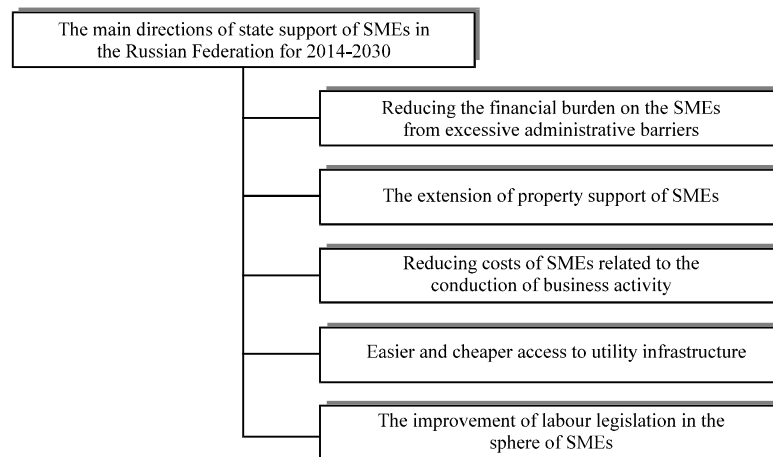 The main directions of state support of SMEs in
the Russian Federation for 2014-2030
Reducing the financial burden on the SMEs
from excessive administrative barriers
The extension of property support of SMEs
Reducing costs of SMEs related to the
conduction of business activity
Easier and cheaper access to utility infrastructure
The improvement of labour legislation in the
sphere of SMEs